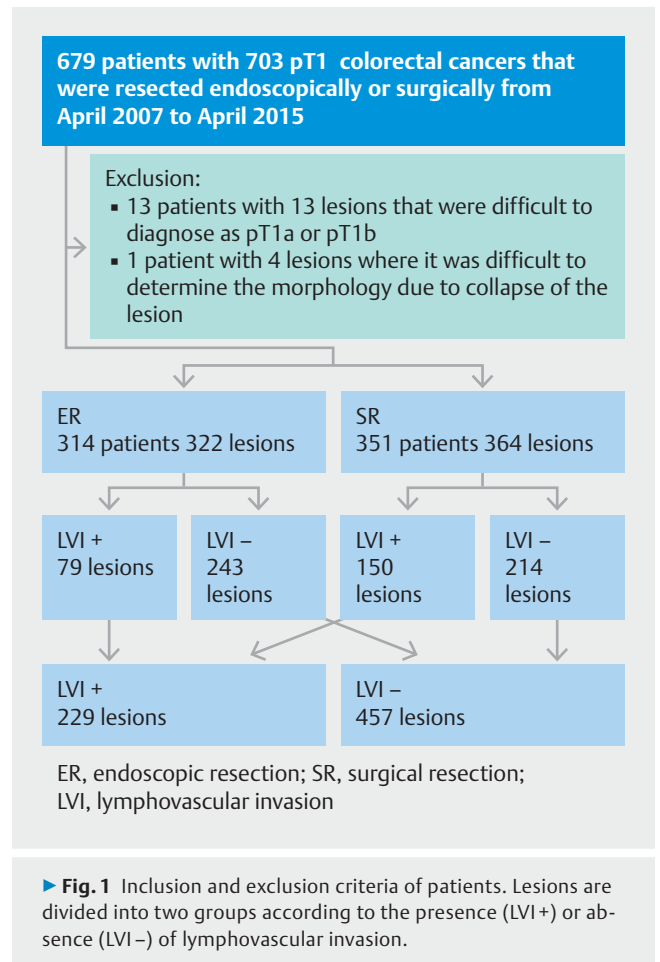 679 patients with 703 pT1 colorectal cancers that
were resected endoscopically or surgically from
April 2007 to April 2015
Exclusion:
▪ 13 patients with 13 lesions that were difficult to
diagnose as pT1a or pT1b
▪ 1 patient with 4 lesions where it was difficult to
determine the morphology due to collapse of the
lesion
ER
314 patients 322 lesions
SR
351 patients 364 lesions
LVI +
79 lesions
LVI –
243
lesions
LVI +
150
lesions
LVI –
214
lesions
LVI +
229 lesions
LVI –
457 lesions
ER, endoscopic resection; SR, surgical resection;
LVI, lymphovascular invasion
▶ Fig. 1 Inclusion and exclusion criteria of patients. Lesions are
divided into two groups according to the presence (LVI +) or ab-
sence (LVI –) of lymphovascular invasion.